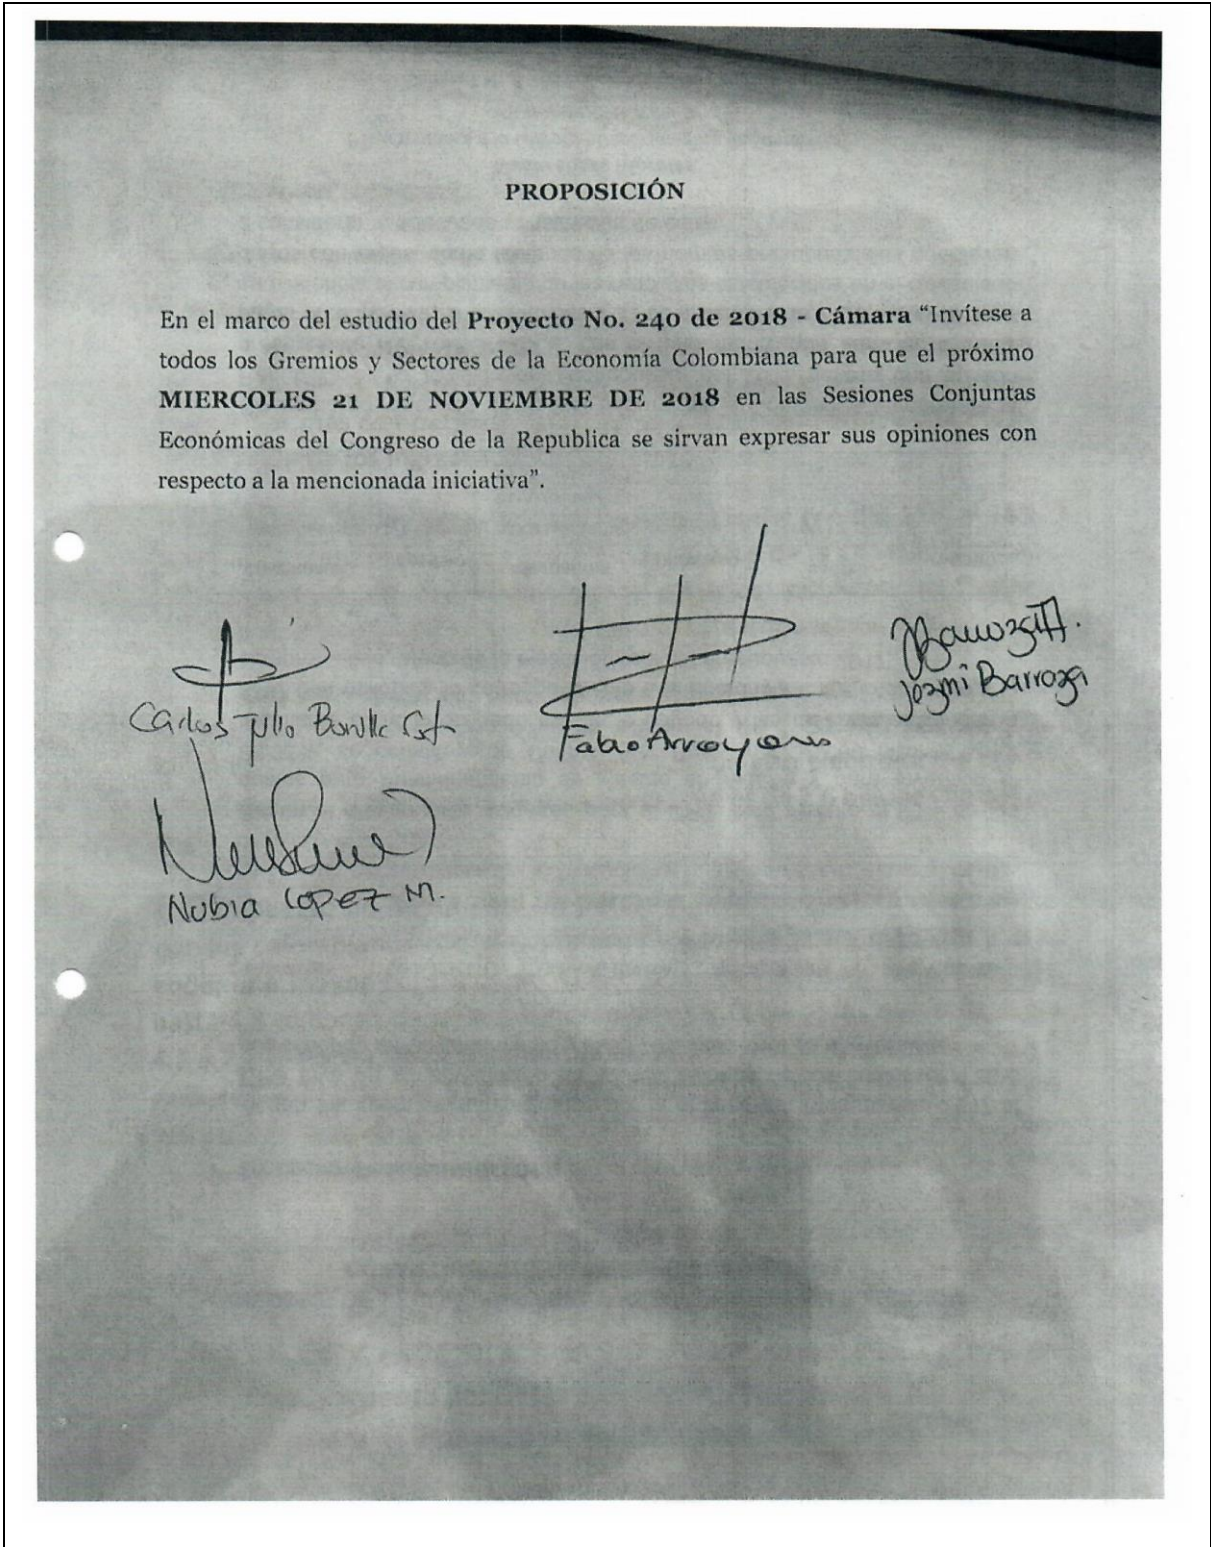 PROPOSICIÓN
En el marco del estudio del Proyecto No. 240 de 2018 - Cámara “Invítese a
todos los Gremios y Sectores de la Economía Colombiana para que el próximo
MIERCOLES 21 DE NOVIEMBRE DE 2018 en las Sesiones Conjuntas
Económicas del Congreso de la Republica se sirvan expresar sus opiniones con
respecto a la mencionada iniciativa”.
Jezmi Barroza
Carlos Julio Bonilla
Fabio Arroyave
Nubia Lopez M.